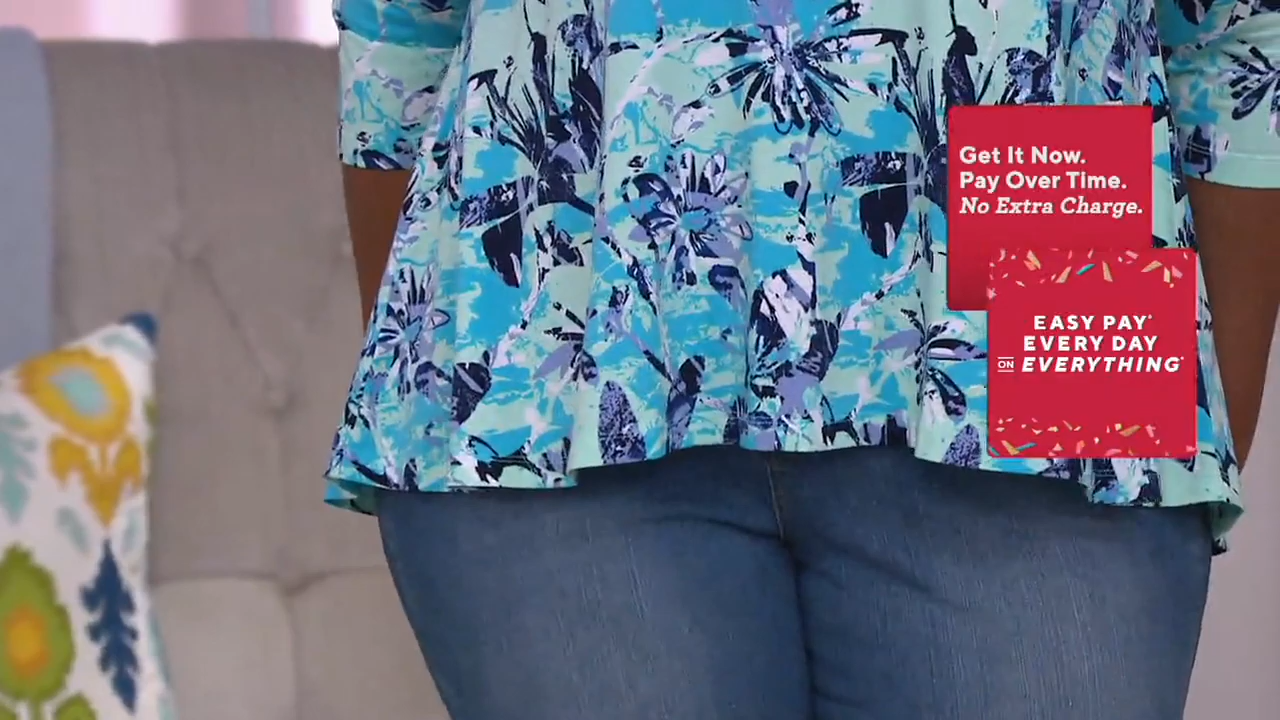 Get It Now.
Pay Over Time.
No Extra Charge.
EASY PAY*
EVERY DAY
ON EVERYTHING*